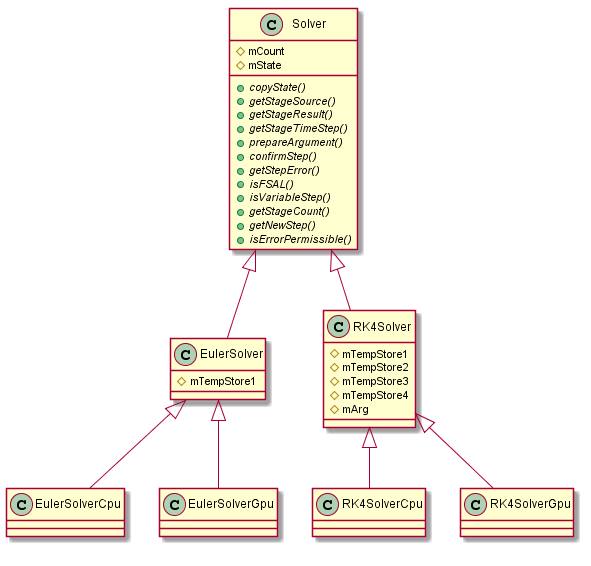 C Solver
mCount
mState
copyState()
getStageSource()
getStageResult()
getStageTimeStep()
prepareArgument()
confirmStep()
getStepError()
isFSAL()
isVariableStep()
getStageCount()
getNewStep()
isErrorPermissible()
C EulerSolver
mTempStore1
C RK4Solver
mTempStore1
mTempStore2
mTempStore3
mTempStore4
mArg
C EulerSolverCpu
C EulerSolverGpu
C RK4SolverCpu
C RK4SolverGpu